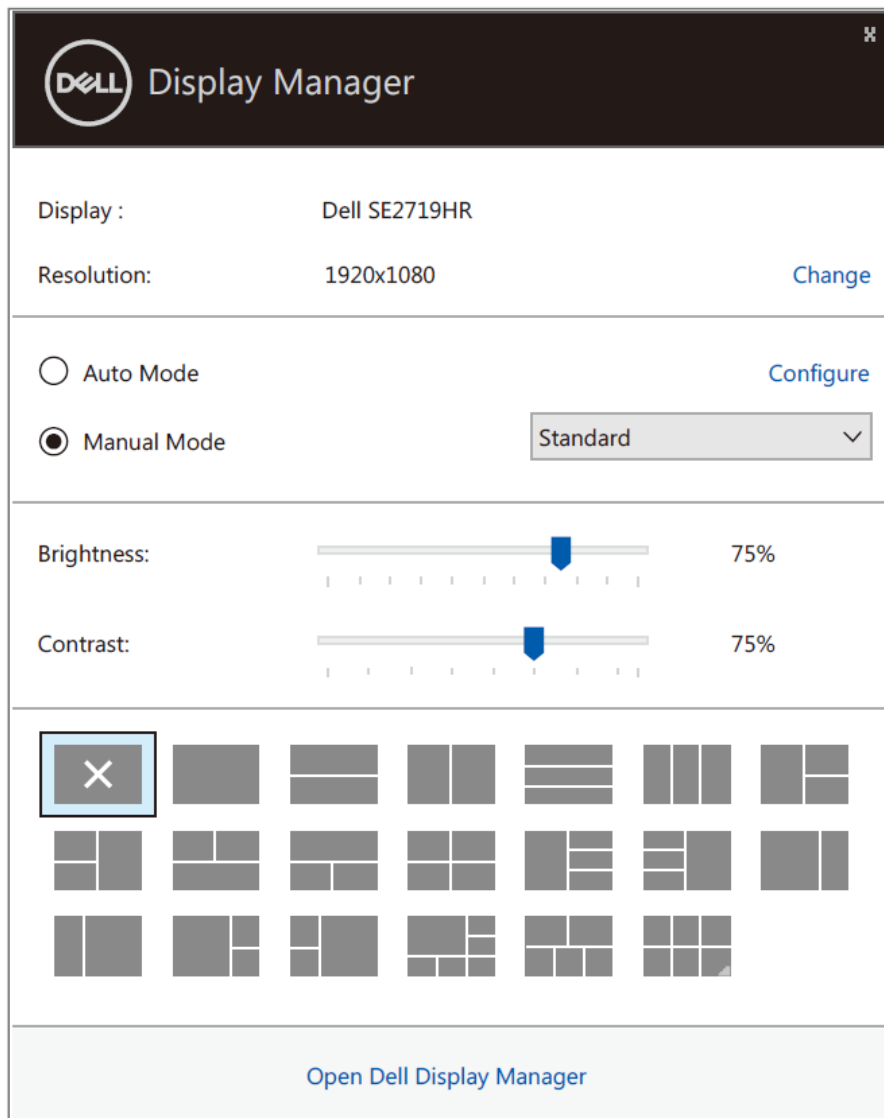 DELL Display Manager
Display : Dell SE2719HR
Resolution: 1920x1080 Change
Auto Mode Configure
Manual Mode Standard
Brightness: 75%
Contrast: 75%
Open Dell Display Manager